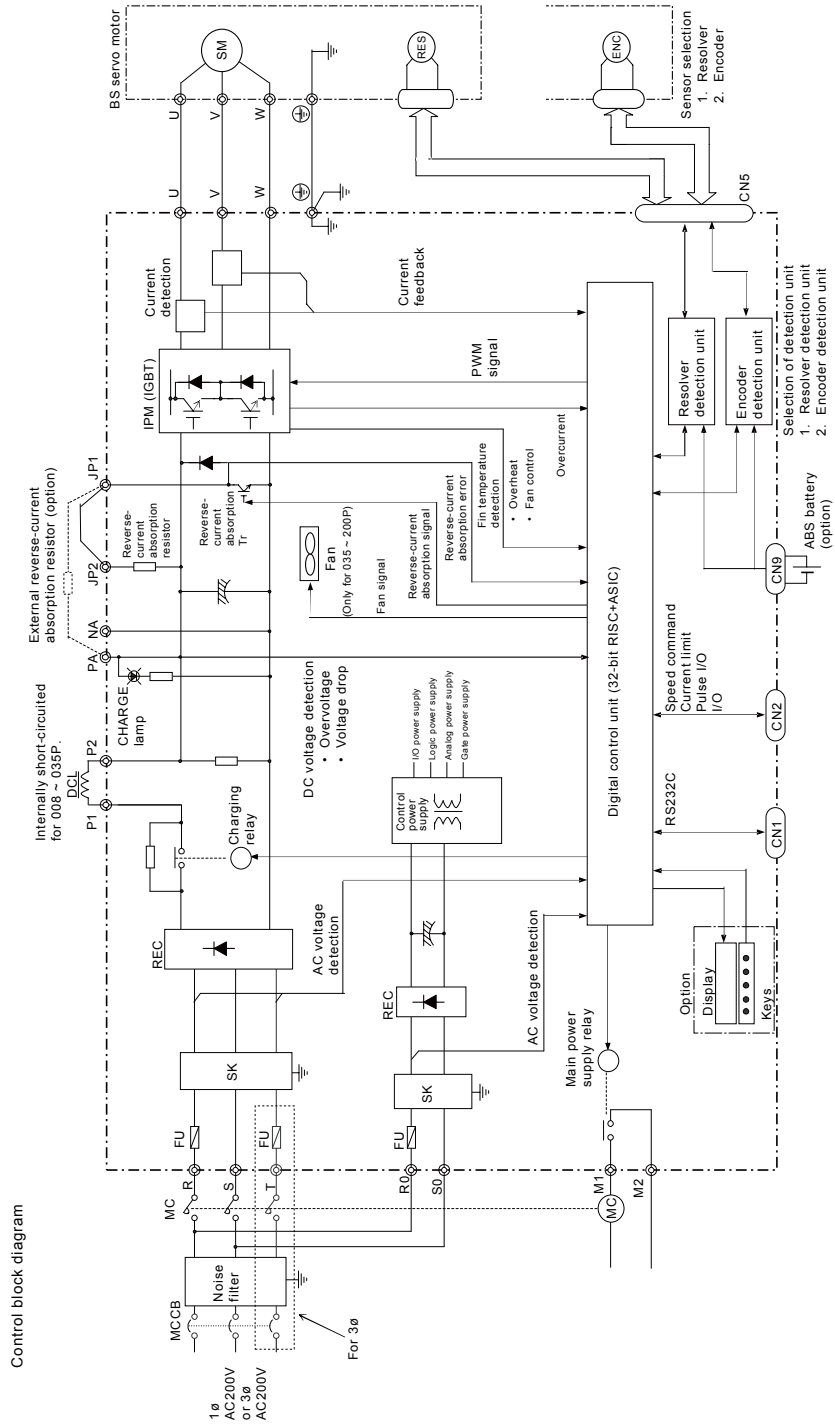 Control block diagram
1ø
AC200V
or 3ø
AC200V
MCCB
Noise
filter
For 3ø
MC
R
S
T
FU
FU
SK
REC
AC voltage
detection
R0
S0
FU
SK
REC
AC voltage detection
M1
M2
MC
Main power
supply relay
Internally short-circuited
for 008 ~ 035P.
DCL
P1
P2
Charging
relay
CHARGE
lamp
PA
NA
External reverse-current
absorption resistor (option)
JP2
JP1
Reverse-
current
absorption
resistor
Reverse-
current
absorption
Tr
DC voltage detection
• Overvoltage
• Voltage drop
Control
power
supply
I/O power supply
Logic power supply
Analog power supply
Gate power supply
Fan
(Only for 035 ~ 200P)
Fan signal
Reverse-current
absorption signal
Reverse-current
absorption error
Fin temperature
detection
• Overheat
• Fan control
Overcurrent
IPM (IGBT)
PWM
signal
Current
detection
Current
feedback
U
V
W
U
V
W
BS servo motor
SM
RES
ENC
Sensor selection
1. Resolver
2. Encoder
CN5
Digital control unit (32-bit RISC+ASIC)
Resolver
detection unit
Encoder
detection unit
Selection of detection unit
1. Resolver detection unit
2. Encoder detection unit
Option
Display
Keys
RS232C
CN1
Speed command
Current limit
Pulse I/O
I/O
CN2
CN9
ABS battery
(option)